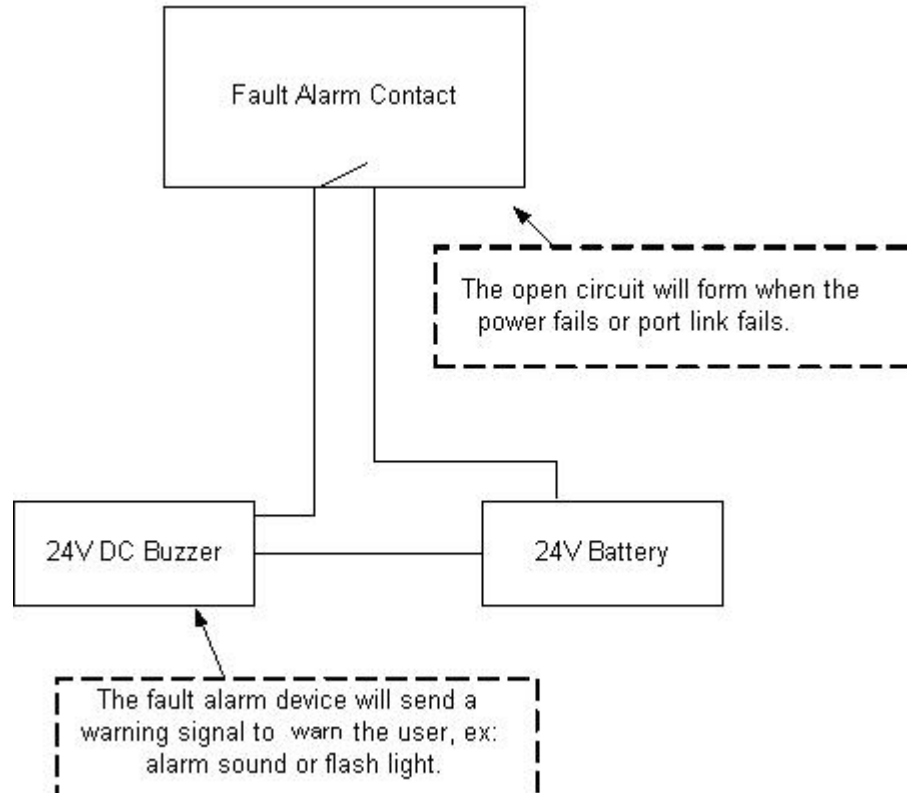 Fault Alarm Contact
The open circuit will form when the
power fails or port link fails.
24V DC Buzzer
24V Battery
The fault alarm device will send a
warning signal to warn the user, ex:
alarm sound or flash light.